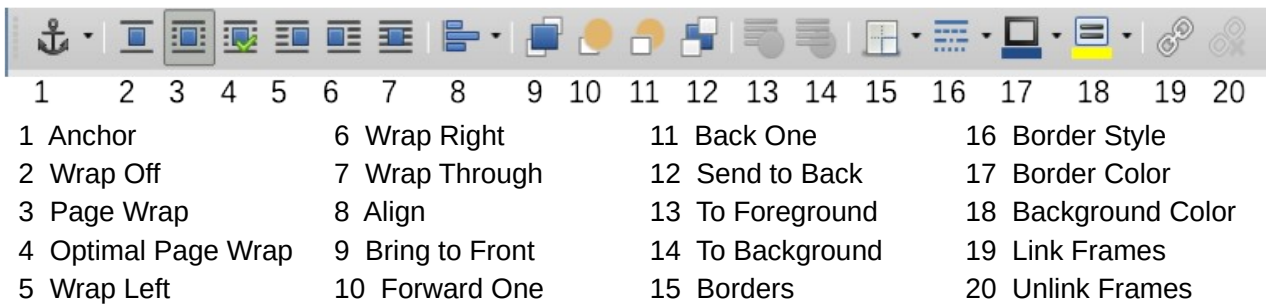 1 2 3 4 5 6 7 8 9 10 11 12 13 14 15 16 17 18 19 20
1 Anchor
2 Wrap Off
3 Page Wrap
4 Optimal Page Wrap
5 Wrap Left
6 Wrap Right
7 Wrap Through
8 Align
9 Bring to Front
10 Forward One
11 Back One
12 Send to Back
13 To Foreground
14 To Background
15 Borders
16 Border Style
17 Border Color
18 Background Color
19 Link Frames
20 Unlink Frames